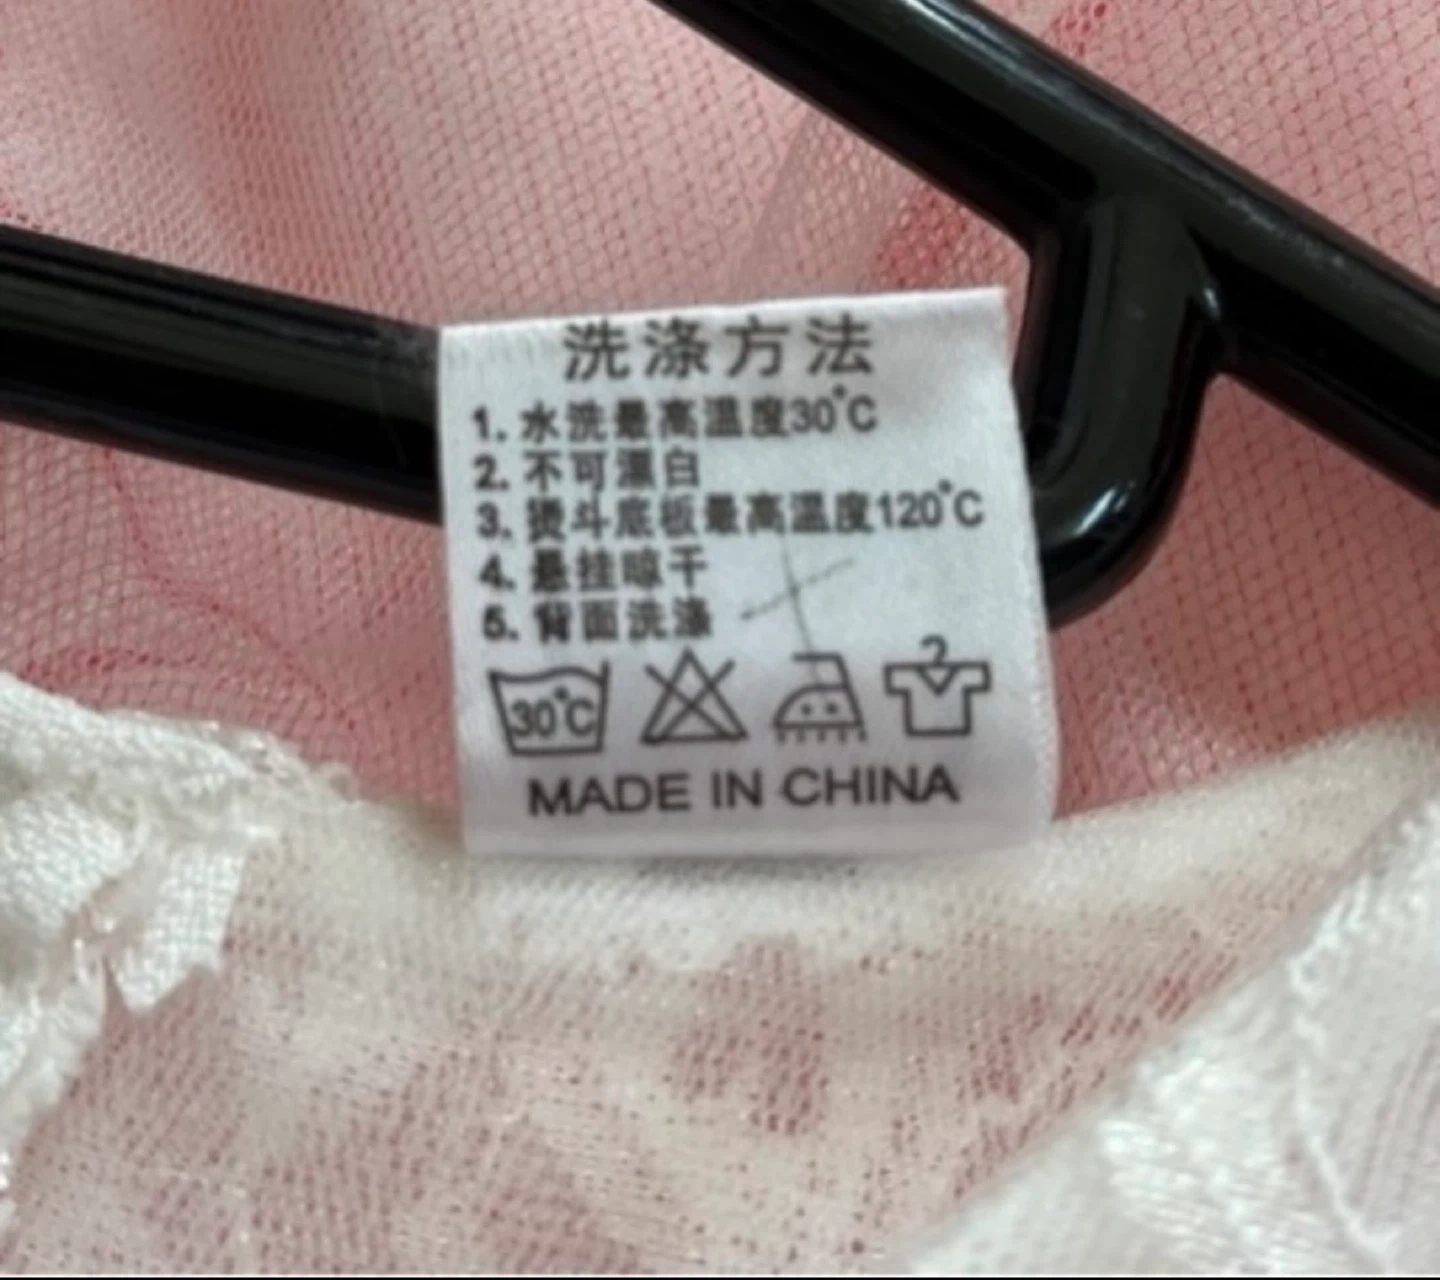 洗涤方法
1. 水洗最高温度30°C
2. 不可漂白
3. 烫斗底板最高温度120°C
4. 悬挂晾干
5. 背面洗涤
30°C
MADE IN CHINA